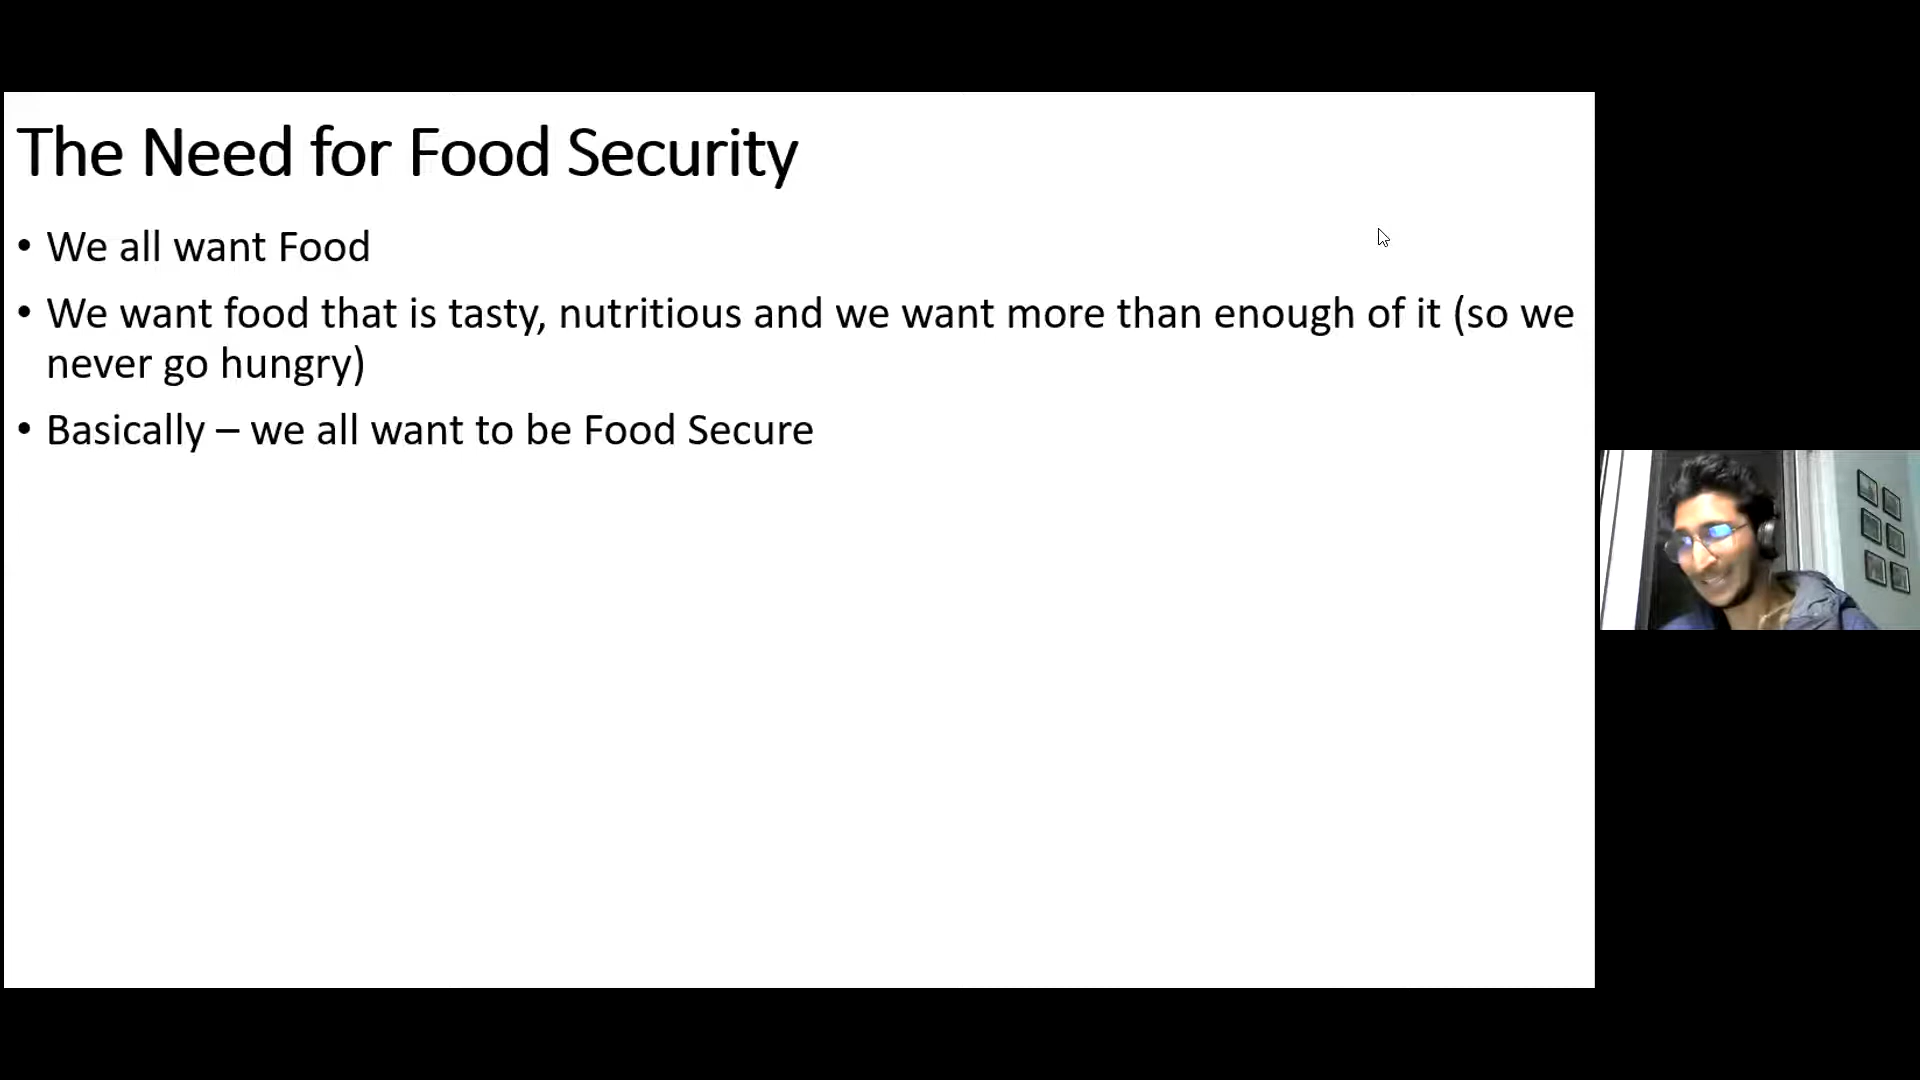 The Need for Food Security
• We all want Food
• We want food that is tasty, nutritious and we want more than enough of it (so we
never go hungry)
• Basically – we all want to be Food Secure